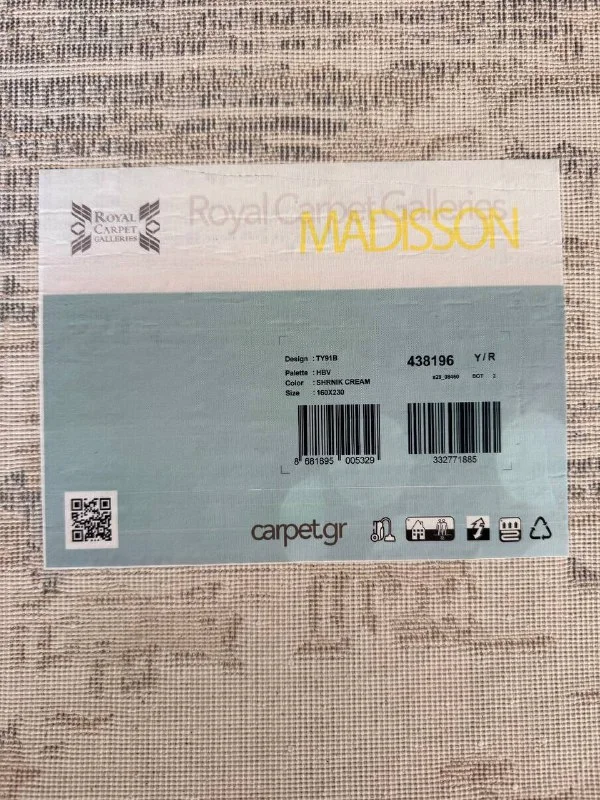 ROYAL
CARPET
GALLERIES
Royal Carpet Galleries
MADISSON
Design : TY91B
438196 Y/R
Palette : HBV
Color : SHRNIK CREAM
Size : 160X230
8 681895 005329
332771885
carpet.gr